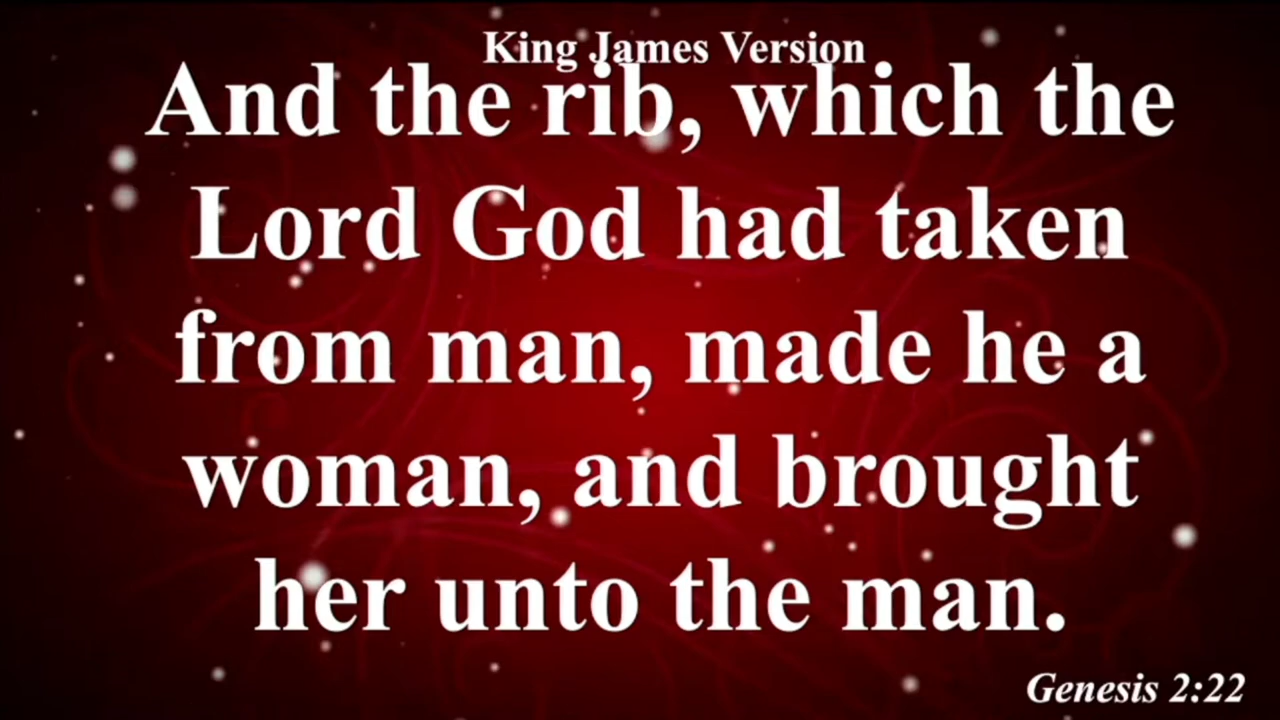 King James Version
And the rib, which the
Lord God had taken
from man, made he a
woman, and brought
her unto the man.
Genesis 2:22